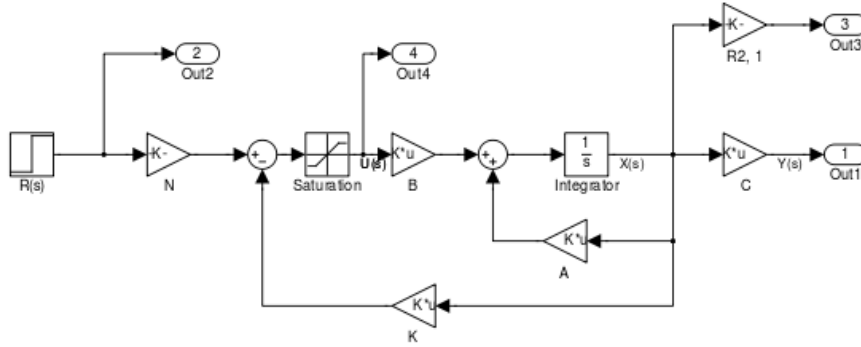 3
Out3
-K-
R2, 1
2
Out2
4
Out4
R(s)
-K-
N
+
−
Saturation
U(s)
K*u
B
+
+
1
s
Integrator
X(s)
K*u
C
Y(s)
1
Out1
K*u
A
K*u
K